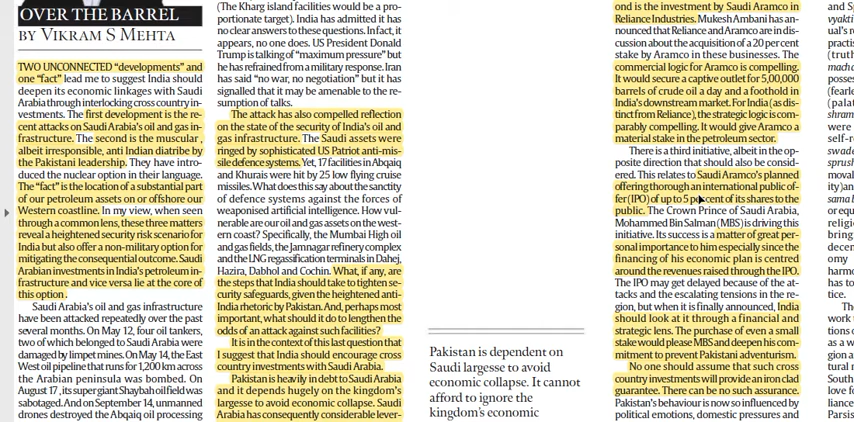 OVER THE BARREL
BY VIKRAM S MEHTA
TWO UNCONNECTED “developments” and
one “fact” lead me to suggest India should
deepen its economic linkages with Saudi
Arabia through interlocking cross country in-
vestments. The first development is the re-
cent attacks on Saudi Arabia's oil and gas in-
frastructure. The second is the muscular ,
albeit irresponsible, anti Indian diatribe by
the Pakistani leadership. They have intro-
duced the nuclear option in their language.
The “fact” is the location of a substantial part
of our petroleum assets on or offshore our
Western coastline. In my view, when seen
through a common lens, these three matters
reveal a heightened security risk scenario for
India but also offer a non-military option for
mitigating the consequential outcome. Saudi
Arabian investments in India's petroleum in-
frastructure and vice versa lie at the core of
this option .
Saudi Arabia's oil and gas infrastructure
have been attacked repeatedly over the past
several months. On May 12, four oil tankers,
two of which belonged to Saudi Arabia were
damaged by limpet mines. On May 14, the East
West oil pipeline that runs for 1,200 km across
the Arabian peninsula was bombed. On
August 17, its super giant Shaybah oil field was
sabotaged. And on September 14, unmanned
drones destroyed the Abqaiq oil processing
(The Kharg island facilities would be a pro-
portionate target). India has admitted it has
no clear answers to these questions. In fact, it
appears, no one does. US President Donald
Trump is talking of “maximum pressure” but
he has refrained from a military response. Iran
has said “no war, no negotiation” but it has
signalled that it may be amenable to the re-
sumption of talks.
The attack has also compelled reflection
on the state of the security of India's oil and
gas infrastructure. The Saudi assets were
ringed by sophisticated US Patriot anti-mis-
sile defence systems. Yet, 17 facilities in Abqaiq
and Khurais were hit by 25 low flying cruise
missiles. What does this say about the sanctity
of defence systems against the forces of
weaponised artificial intelligence. How vul-
nerable are our oil and gas assets on the west-
ern coast? Specifically, the Mumbai High oil
and gas fields, the Jamnagar refinery complex
and the LNG regassification terminals in Dahej,
Hazira, Dabhol and Cochin. What, if any, are
the steps that India should take to tighten se-
curity safeguards, given the heightened anti-
India rhetoric by Pakistan. And, perhaps most
important, what should it do to lengthen the
odds of an attack against such facilities?
It is in the context of this last question that
I suggest that India should encourage cross
country investments with Saudi Arabia.
Pakistan is heavily in debt to Saudi Arabia
and it depends hugely on the kingdom's
largesse to avoid economic collapse. Saudi
Arabia has consequently considerable lever-
Pakistan is dependent on
Saudi largesse to avoid
economic collapse. It cannot
afford to ignore the
kingdom's economic
ond is the investment by Saudi Aramco in
Reliance Industries. Mukesh Ambani has an-
nounced that Reliance and Aramco are in dis-
cussion about the acquisition of a 20 per cent
stake by Aramco in these businesses. The
commercial logic for Aramco is compelling.
It would secure a captive outlet for 5,00,000
barrels of crude oil a day and a foothold in
India's downstream market. For India (as dis-
tinct from Reliance), the strategic logic is com-
parably compelling. It would give Aramco a
material stake in the petroleum sector.
There is a third initiative, albeit in the op-
posite direction that should also be consid-
ered. This relates to Saudi Aramco's planned
offering thorough an international public of-
fer (IPO) of up to 5 per cent of its shares to the
public. The Crown Prince of Saudi Arabia,
Mohammed Bin Salman (MBS) is driving this
initiative. Its success is a matter of great per-
sonal importance to him especially since the
financing of his economic plan is centred
around the revenues raised through the IPO.
The IPO may get delayed because of the at-
tacks and the escalating tensions in the re-
gion, but when it is finally announced, India
should look at it through a financial and
strategic lens. The purchase of even a small
stake would please MBS and deepen his com-
mitment to prevent Pakistani adventurism.
No one should assume that such cross
country investments will provide an iron clad
guarantee. There can be no such assurance.
Pakistan's behaviour is now so influenced by
political emotions, domestic pressures and